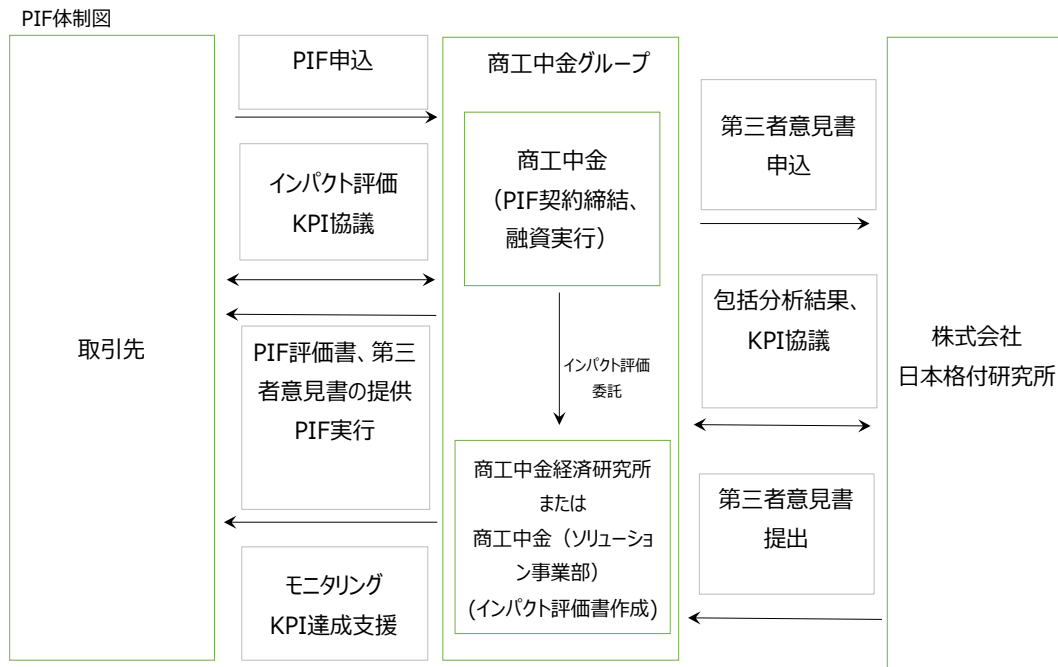 PIF体制図
PIF申込
商工中金グループ
商工中金
（PIF契約締結、
融資実行）
第三者意見書
申込
インパクト評価
KPI協議
包括分析結果、
KPI協議
取引先
PIF評価書、第三
者意見書の提供
PIF実行
インパクト評価
委託
株式会社
日本格付研究所
商工中金経済研究所
または
商工中金（ソリューショ
ン事業部）
(インパクト評価書作成)
第三者意見書
提出
モニタリング
KPI達成支援